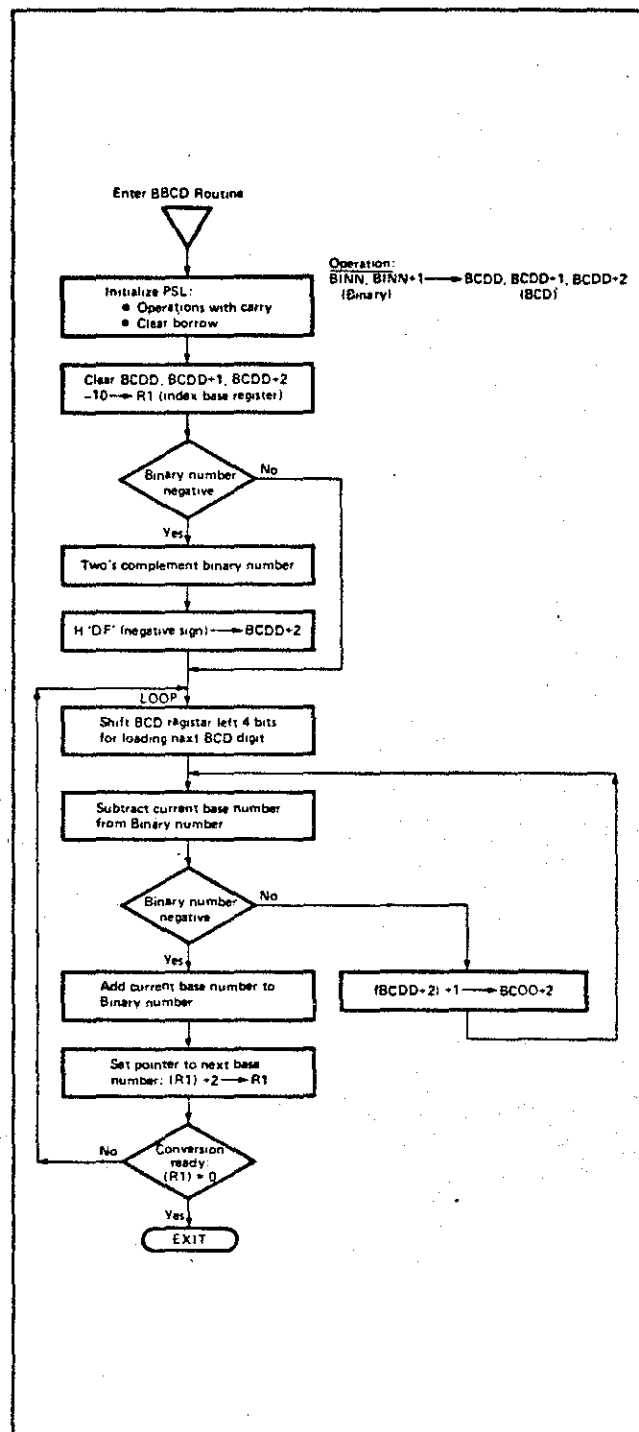 Enter BBCD Routine
Operation:
BINN, BINN+1 → BCDD, BCDD+1, BCDD+2
(Binary) (BCD)
Initialize PSL:
• Operations with carry
• Clear borrow
Clear BCDD, BCDD+1, BCDD+2
−10 → R1 (index base register)
Binary number
negative
No
Yes
Two's complement binary number
H 'DF' (negative sign) → BCDD+2
LOOP
Shift BCD registar left 4 bits
for loading naxt BCD digit
Subtract current base number
from Binary number
Binary number
negative
No
Yes
Add current base number to
Binary number
(BCDD+2) +1 → BCOO+2
Set pointer to next base
number: (R1) +2 → R1
No
Conversion
ready:
(R1) = 0
Yes
EXIT